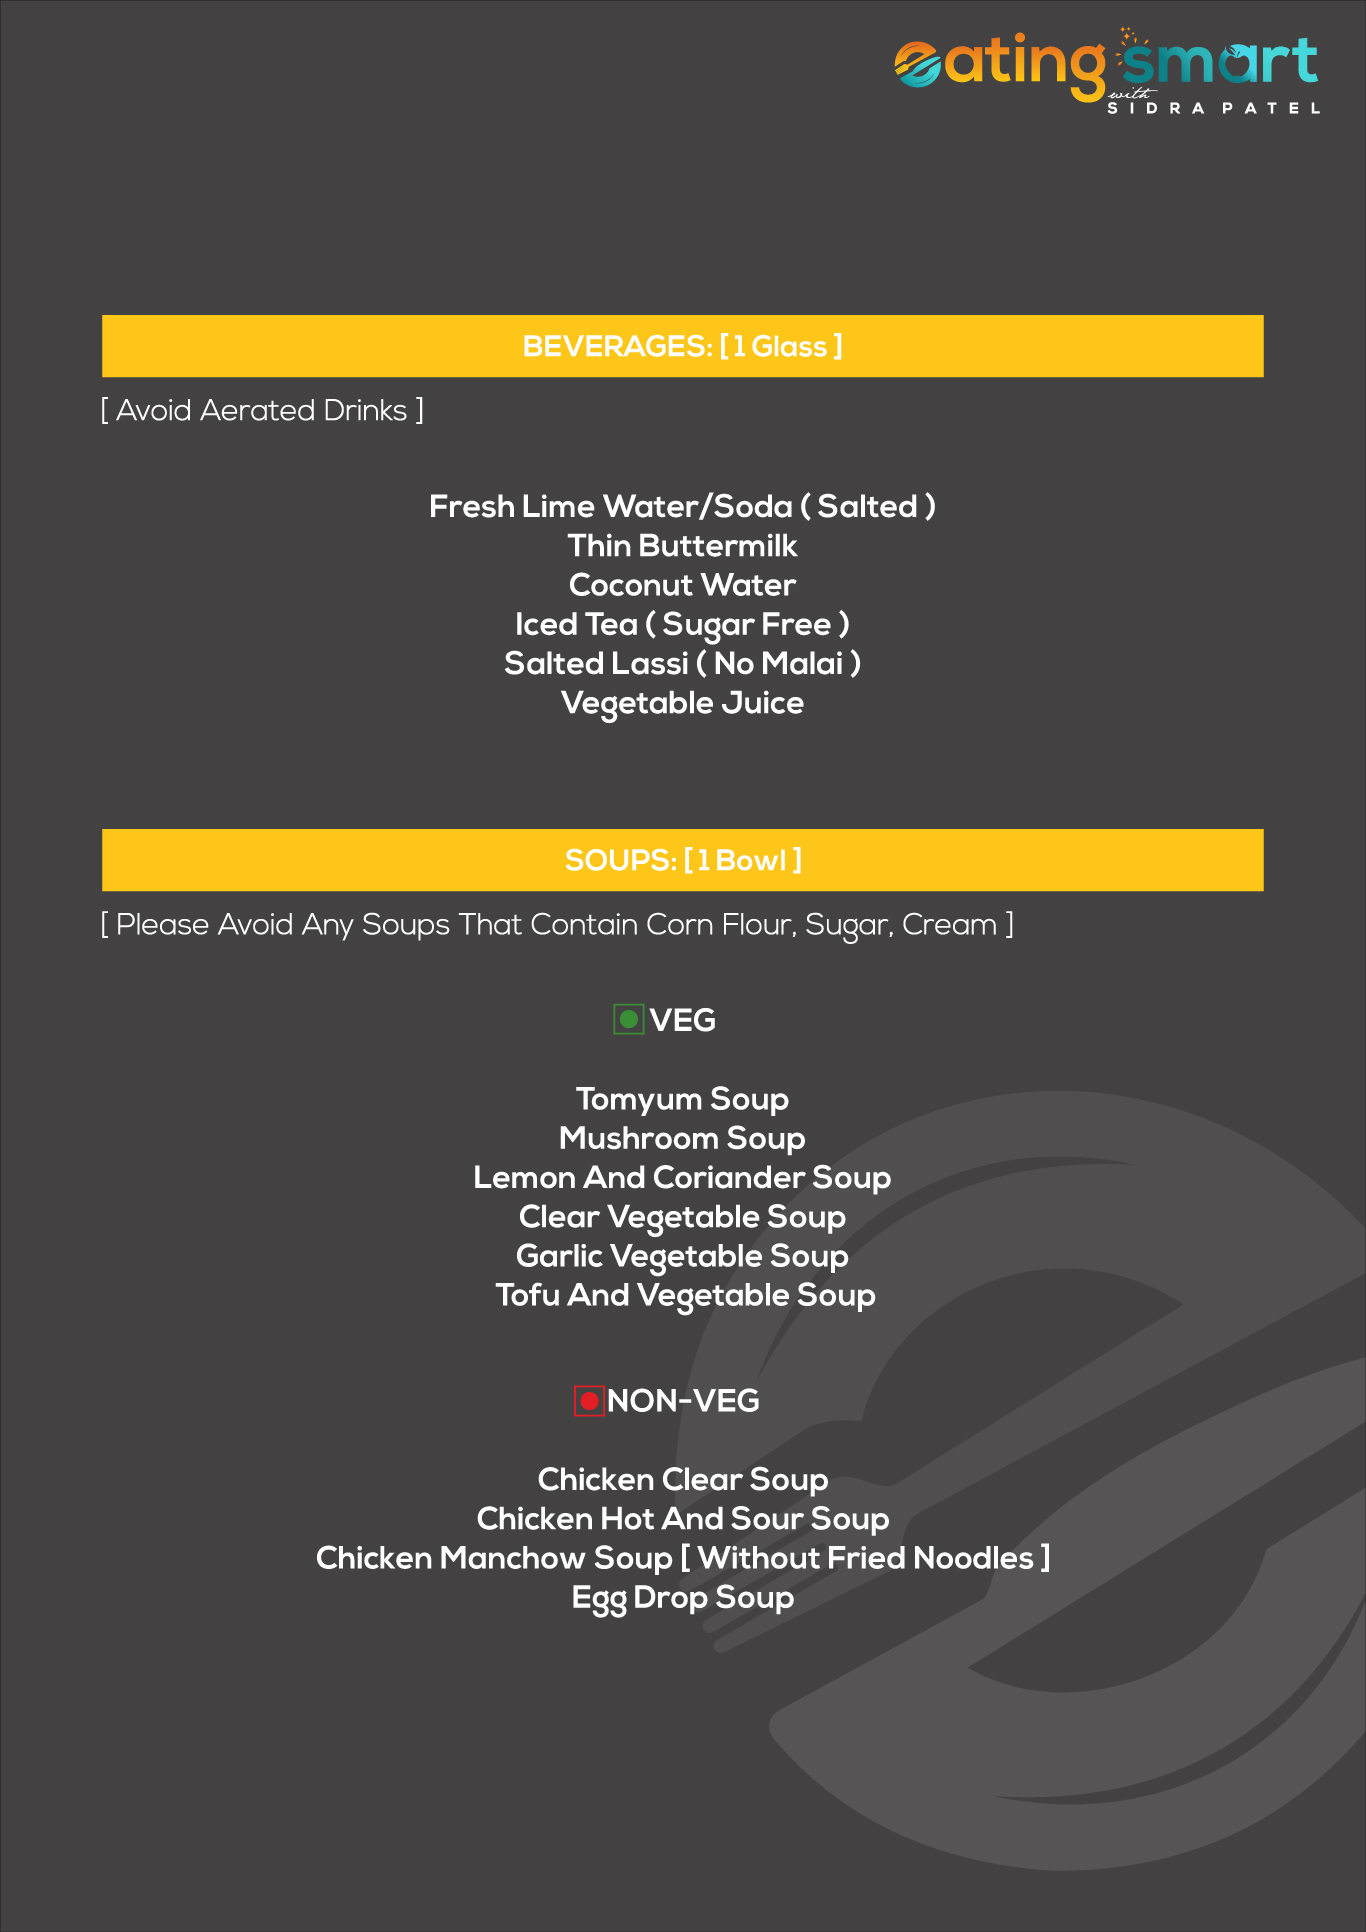 eating smart
with
SIDRA PATEL
BEVERAGES: [ 1 Glass ]
[ Avoid Aerated Drinks ]
Fresh Lime Water/Soda ( Salted )
Thin Buttermilk
Coconut Water
Iced Tea ( Sugar Free )
Salted Lassi ( No Malai )
Vegetable Juice
SOUPS: [ 1 Bowl ]
[ Please Avoid Any Soups That Contain Corn Flour, Sugar, Cream ]
VEG
Tomyum Soup
Mushroom Soup
Lemon And Coriander Soup
Clear Vegetable Soup
Garlic Vegetable Soup
Tofu And Vegetable Soup
NON-VEG
Chicken Clear Soup
Chicken Hot And Sour Soup
Chicken Manchow Soup [ Without Fried Noodles ]
Egg Drop Soup